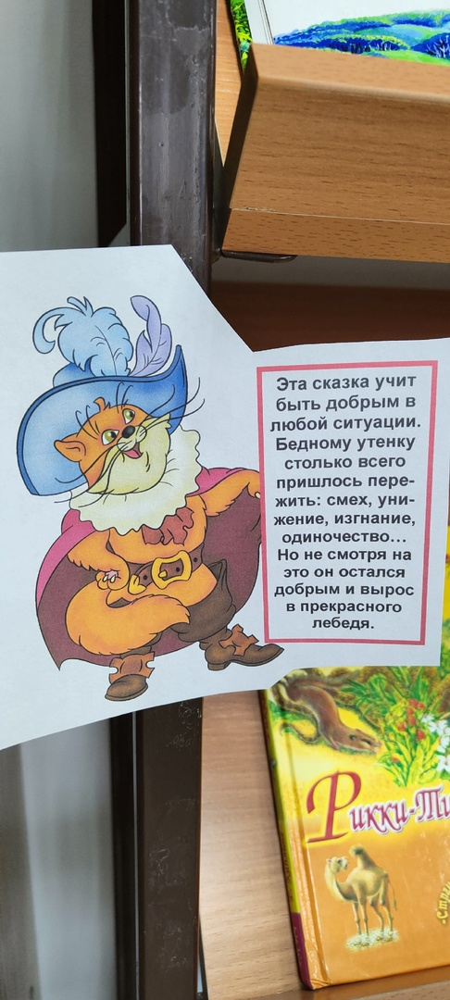 Эта сказка учит
быть добрым в
любой ситуации.
Бедному утенку
столько всего
пришлось пере-
жить: смех, уни-
жение, изгнание,
одиночество...
Но не смотря на
это он остался
добрым и вырос
в прекрасного
лебедя.
Рикки-Ти